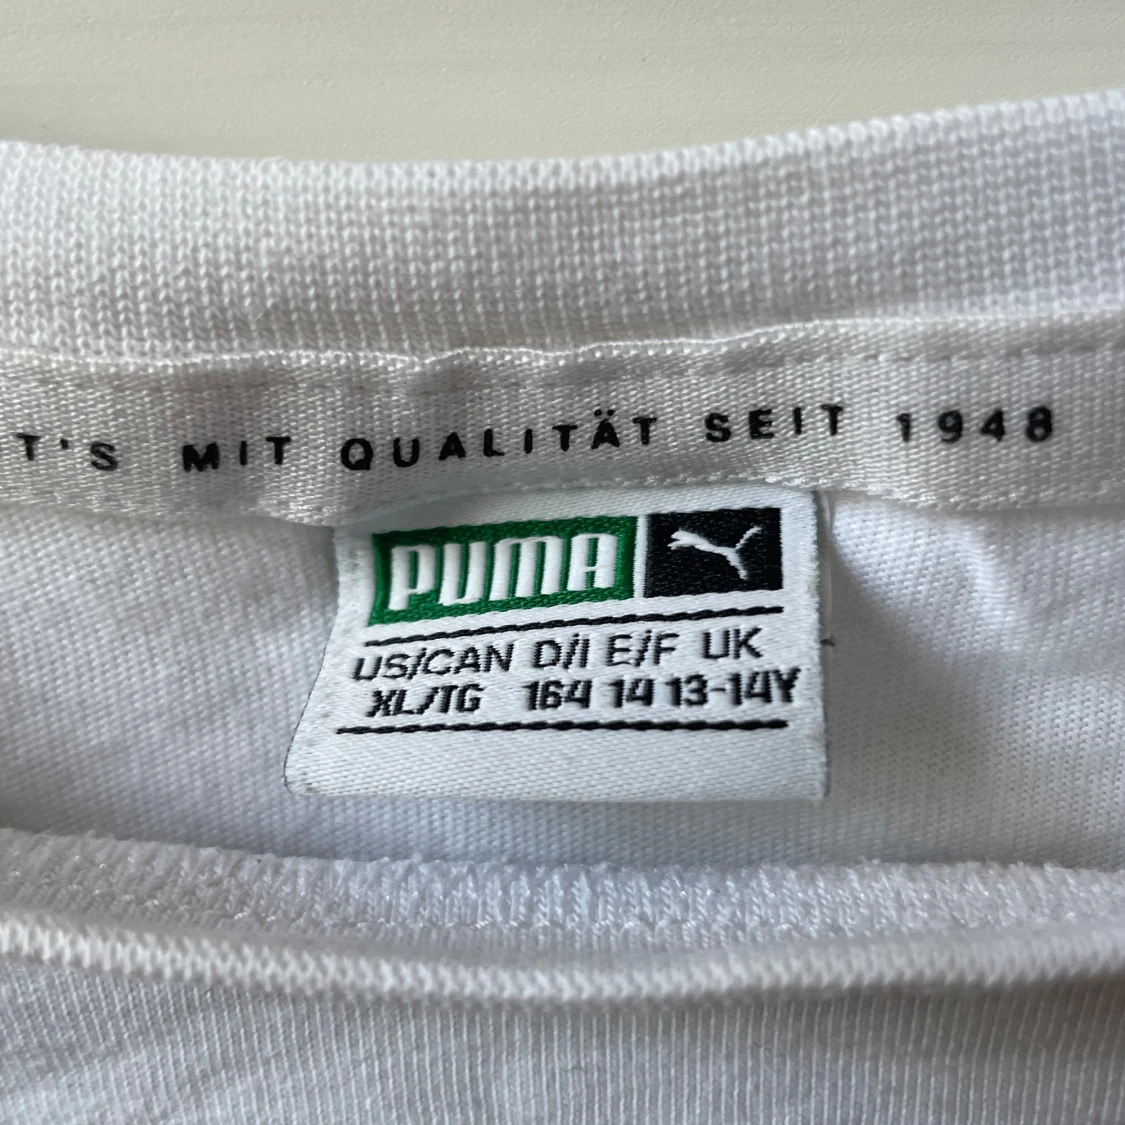 T'S MIT QUALITÄT SEIT 1948
PUMA
US/CAN D/I E/F UK
XL/TG 164 14 13-14Y